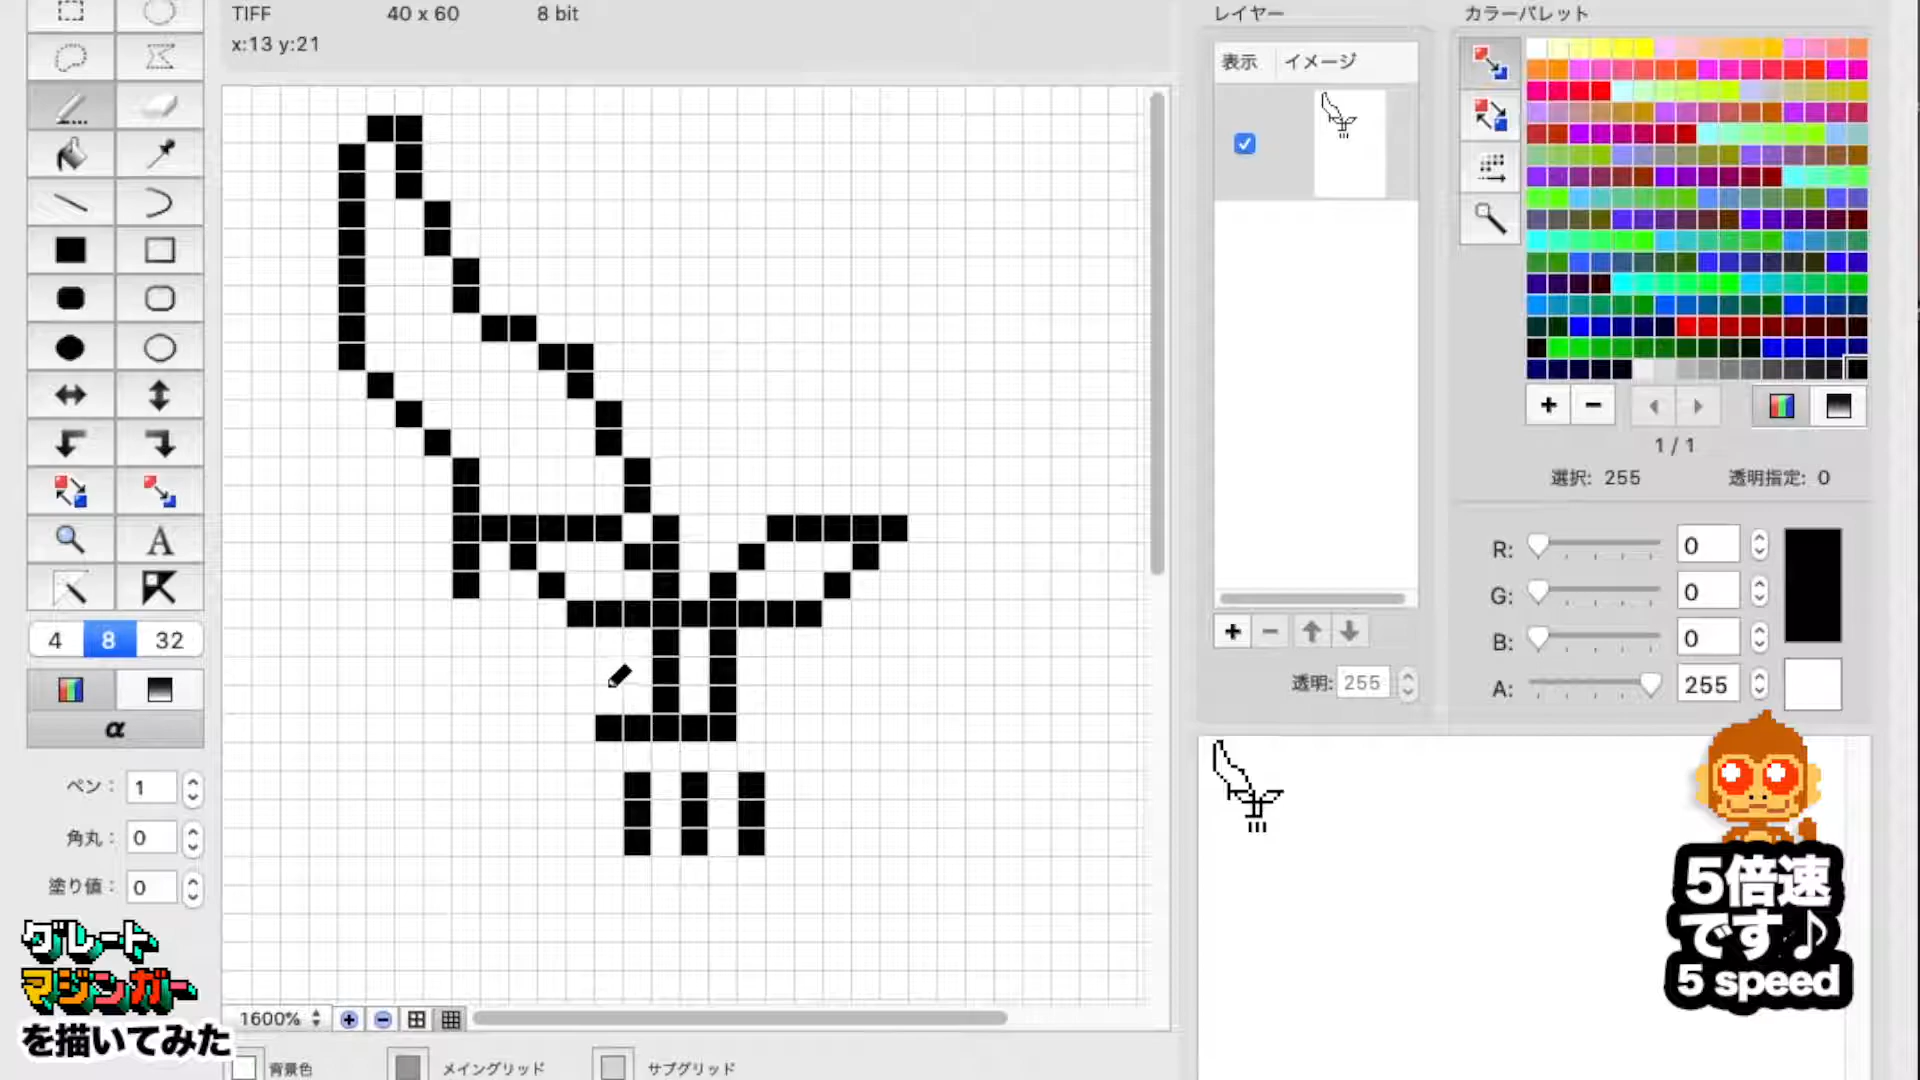 TIFF 40 x 60 8 bit
x:13 y:21
レイヤー
表示 イメージ
カラーパレット
1 / 1
選択: 255 透明指定: 0
R: 0
G: 0
B: 0
A: 255
透明: 255
A
4 8 32
α
ペン： 1
角丸： 0
塗り値： 0
グレート
マジンガー
を描いてみた
1600%
背景色 メイングリッド サブグリッド
5倍速
です♪
5 speed